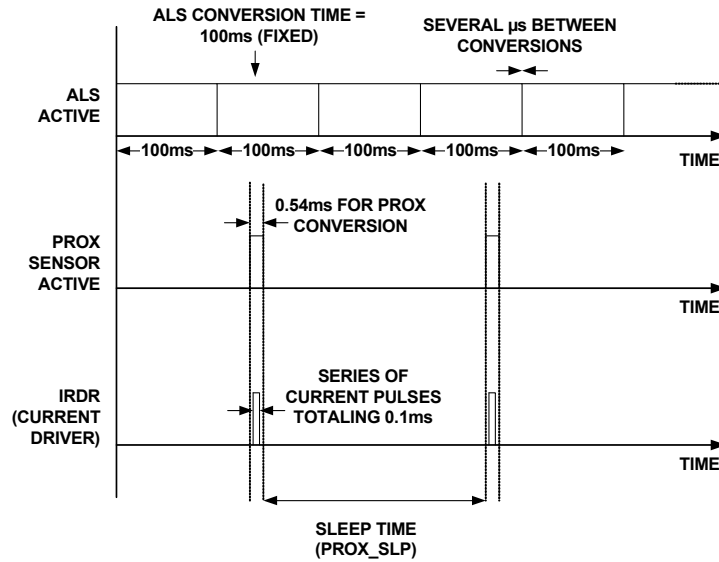 ALS CONVERSION TIME =
100ms (FIXED)
SEVERAL µs BETWEEN
CONVERSIONS
ALS
ACTIVE
100ms
100ms
100ms
100ms
100ms
TIME
0.54ms FOR PROX
CONVERSION
PROX
SENSOR
ACTIVE
TIME
SERIES OF
CURRENT PULSES
TOTALING 0.1ms
IRDR
(CURRENT
DRIVER)
TIME
SLEEP TIME
(PROX_SLP)